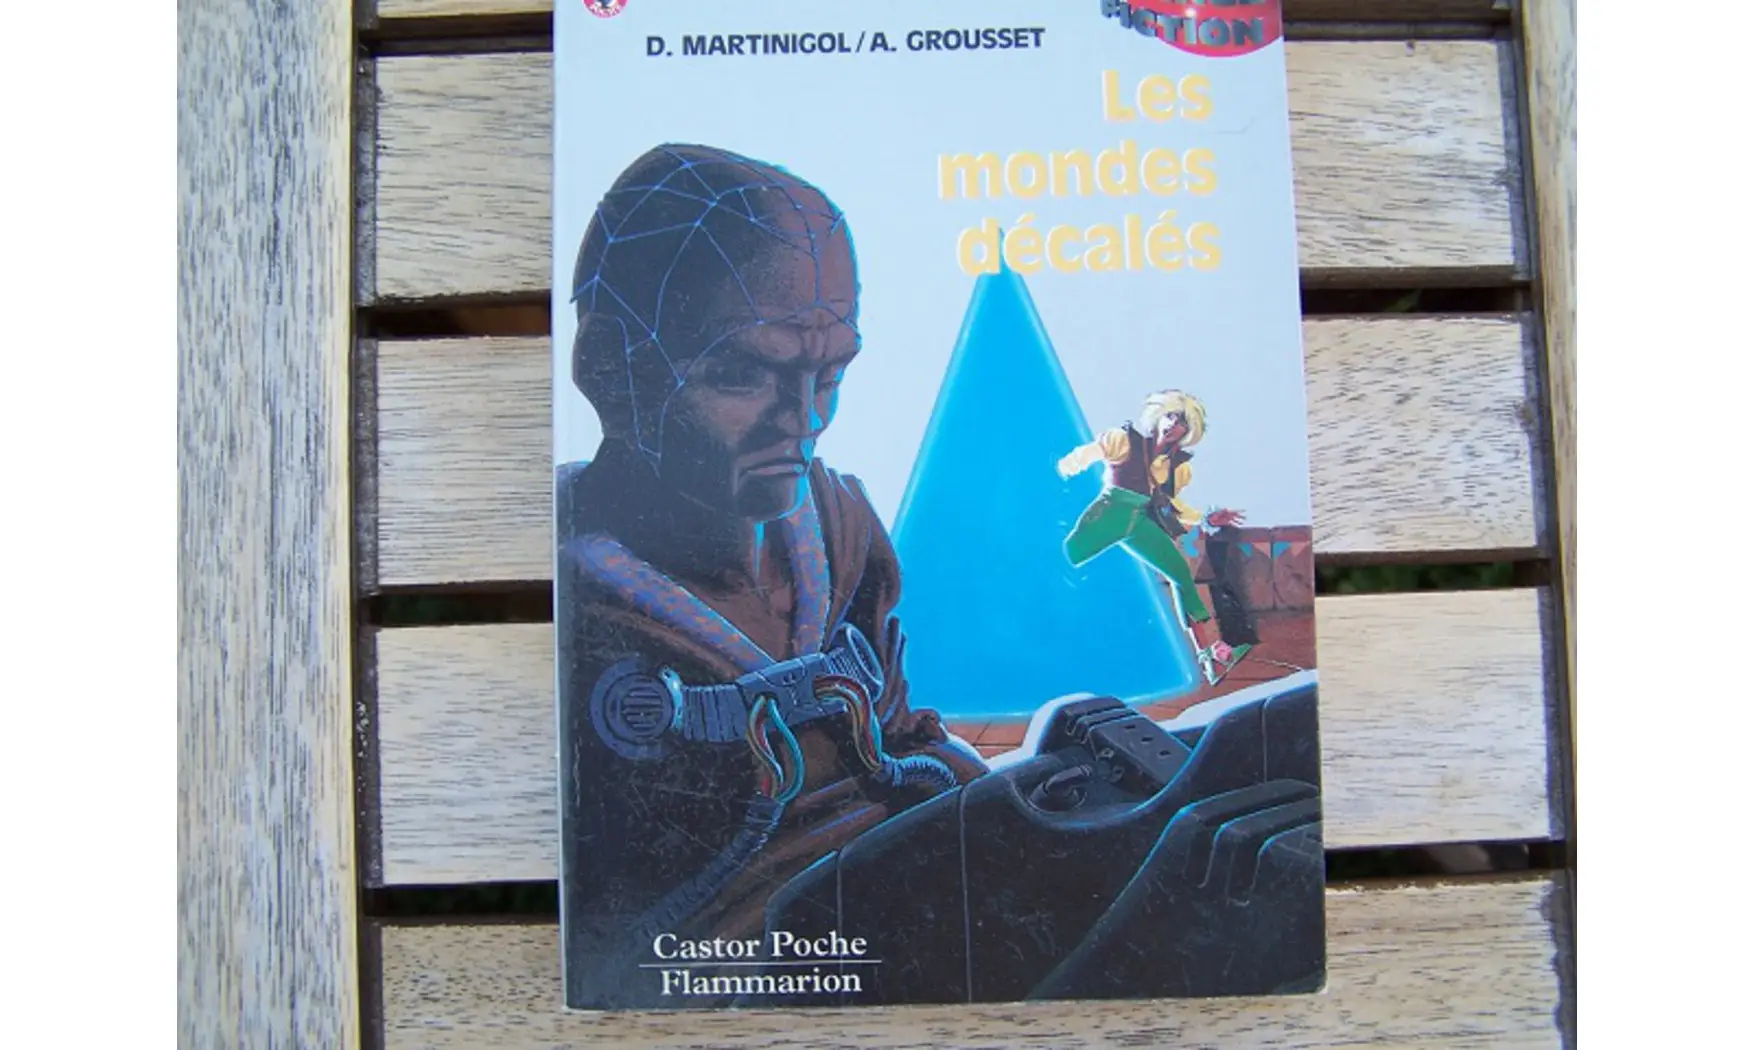 D. MARTINIGOL/A. GROUSSET
FICTION
Les
mondes
décalés
Castor Poche
Flammarion